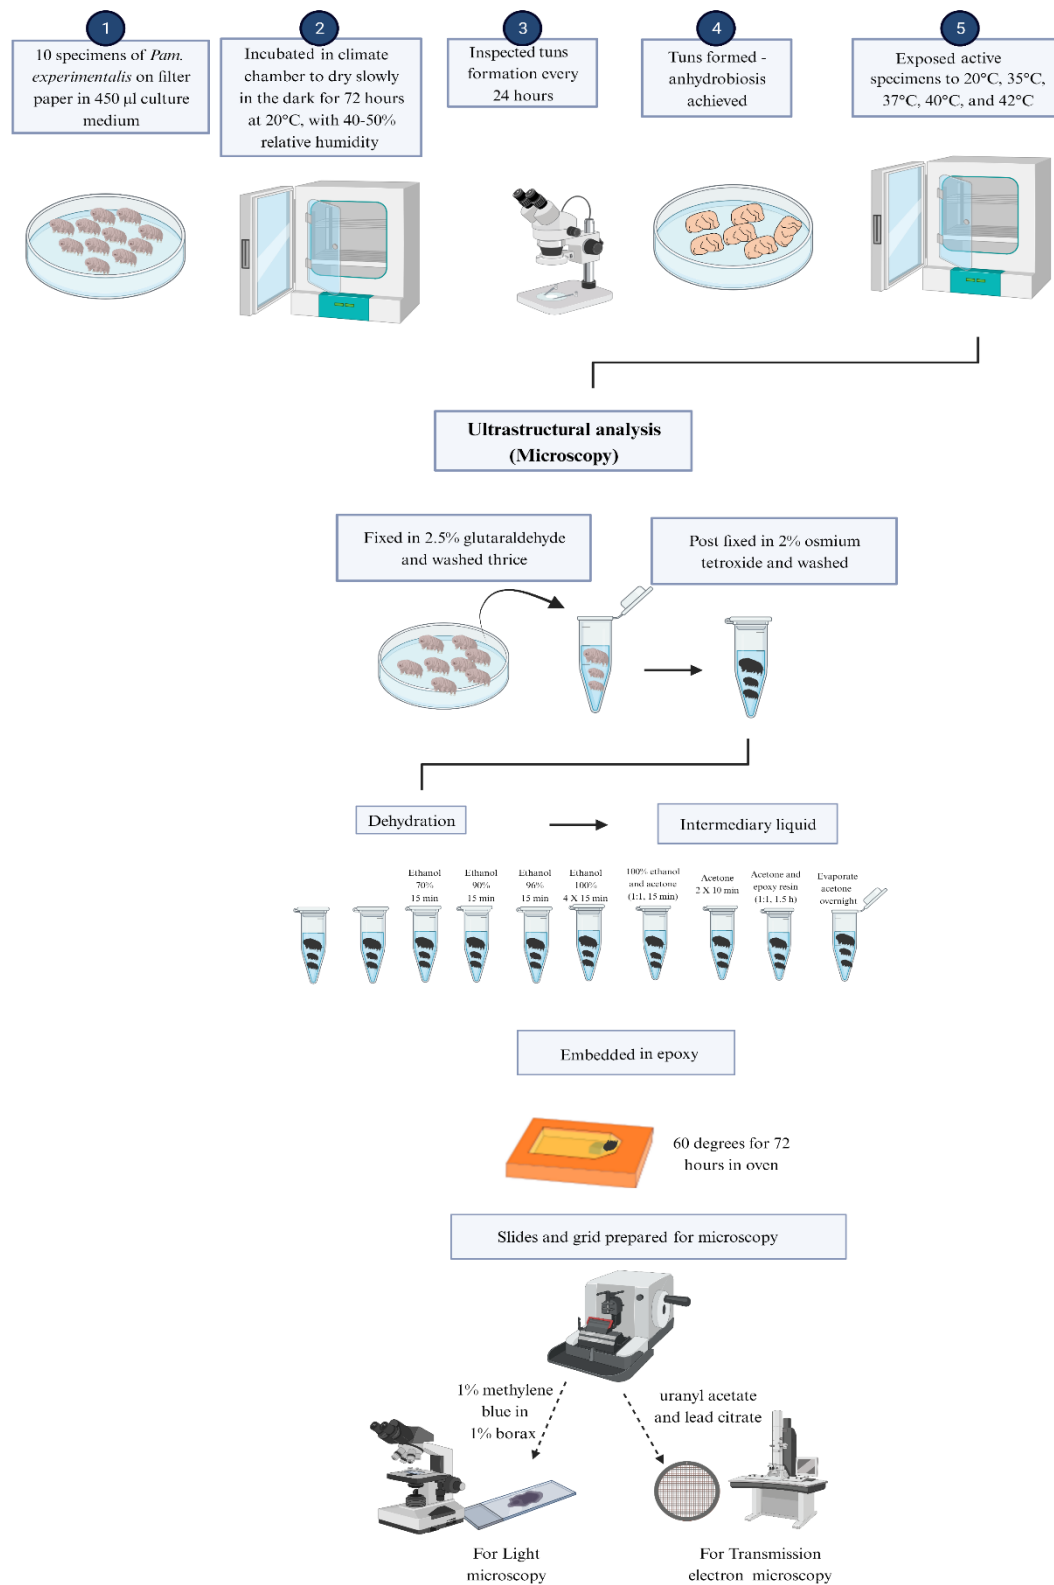 1
10 specimens of Pam.
experimentalis on filter
paper in 450 µl culture
medium
2
Incubated in climate
chamber to dry slowly
in the dark for 72 hours
at 20°C, with 40-50%
relative humidity
3
Inspected tuns
formation every
24 hours
4
Tuns formed -
anhydrobiosis
achieved
5
Exposed active
specimens to 20°C, 35°C,
37°C, 40°C, and 42°C
Ultrastructural analysis
(Microscopy)
Fixed in 2.5% glutaraldehyde
and washed thrice
Post fixed in 2% osmium
tetroxide and washed
Dehydration
Intermediary liquid
Ethanol
70%
15 min
Ethanol
90%
15 min
Ethanol
96%
15 min
Ethanol
100%
4 X 15 min
100% ethanol
and acetone
(1:1, 15 min)
Acetone
2 X 10 min
Acetone and
epoxy resin
(1:1, 1.5 h)
Evaporate
acetone
overnight
Embedded in epoxy
60 degrees for 72
hours in oven
Slides and grid prepared for microscopy
1% methylene
blue in
1% borax
uranyl acetate
and lead citrate
For Light
microscopy
For Transmission
electron microscopy